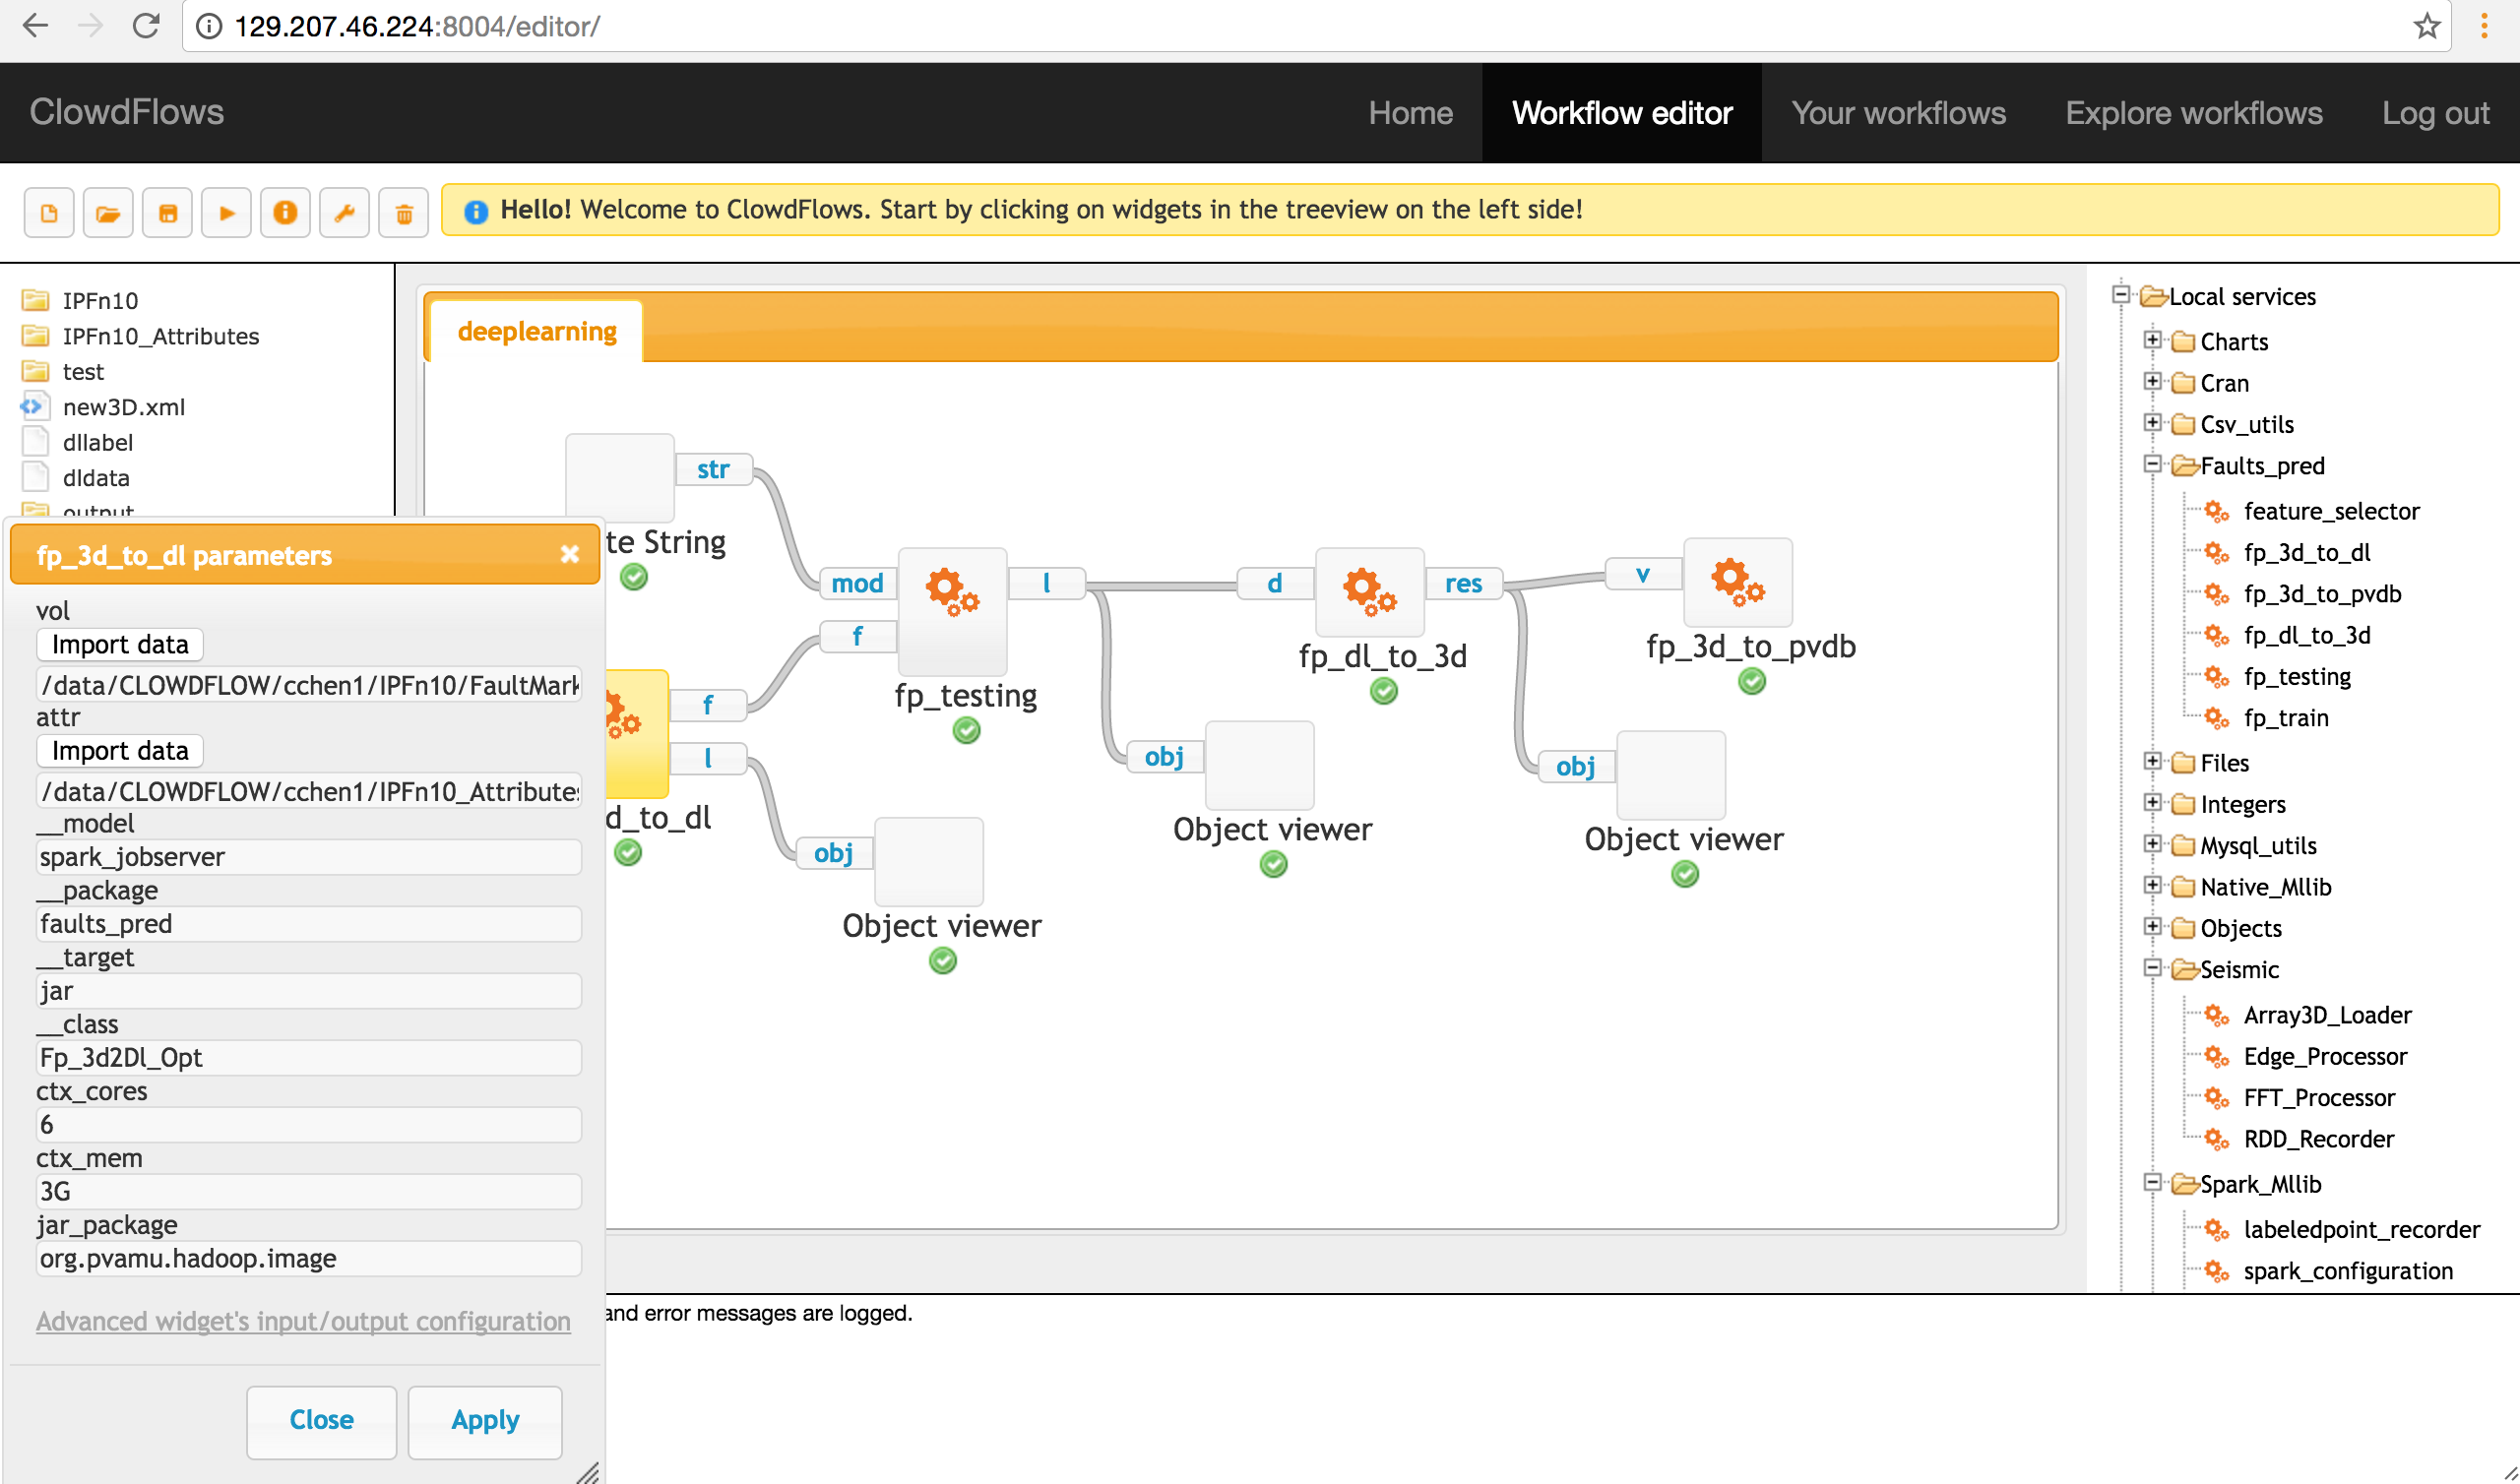 129.207.46.224:8004/editor/
ClowdFlows
Home
Workflow editor
Your workflows
Explore workflows
Log out
Hello! Welcome to ClowdFlows. Start by clicking on widgets in the treeview on the left side!
IPFn10
IPFn10_Attributes
test
new3D.xml
dllabel
dldata
output
fp_3d_to_dl parameters
vol
Import data
/data/CLOWDFLOW/cchen1/IPFn10/FaultMark
attr
Import data
/data/CLOWDFLOW/cchen1/IPFn10_Attributes
__model
spark_jobserver
__package
faults_pred
__target
jar
__class
Fp_3d2Dl_Opt
ctx_cores
6
ctx_mem
3G
jar_package
org.pvamu.hadoop.image
Advanced widget's input/output configuration
Close
Apply
deeplearning
str
te String
mod
f
l
fp_testing
f
l
d_to_dl
obj
Object viewer
d
res
fp_dl_to_3d
v
fp_3d_to_pvdb
obj
Object viewer
obj
Object viewer
and error messages are logged.
Local services
Charts
Cran
Csv_utils
Faults_pred
feature_selector
fp_3d_to_dl
fp_3d_to_pvdb
fp_dl_to_3d
fp_testing
fp_train
Files
Integers
Mysql_utils
Native_Mllib
Objects
Seismic
Array3D_Loader
Edge_Processor
FFT_Processor
RDD_Recorder
Spark_Mllib
labeledpoint_recorder
spark_configuration